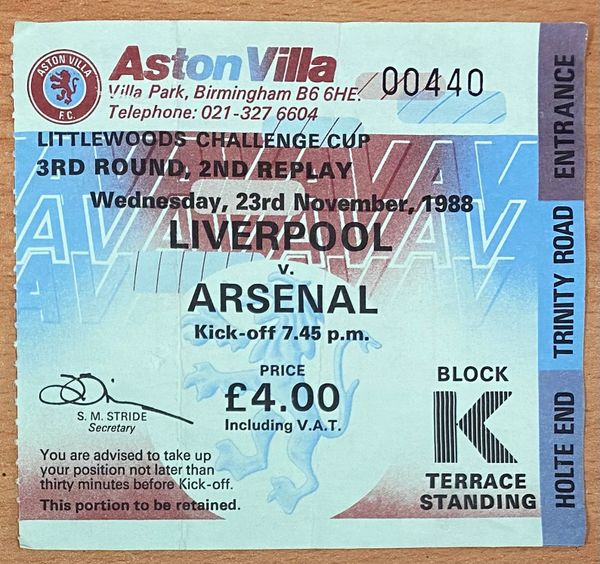 ASTON VILLA
F.C.
Aston Villa
Villa Park, Birmingham B6 6HE.
Telephone: 021-327 6604
00440
LITTLEWOODS CHALLENGE CUP
3RD ROUND, 2ND REPLAY
Wednesday, 23rd November, 1988
LIVERPOOL
v.
ARSENAL
Kick-off 7.45 p.m.
PRICE
£4.00
Including V.A.T.
S. M. STRIDE
Secretary
You are advised to take up
your position not later than
thirty minutes before Kick-off.
This portion to be retained.
BLOCK
K
TERRACE
STANDING
HOLTE END TRINITY ROAD ENTRANCE